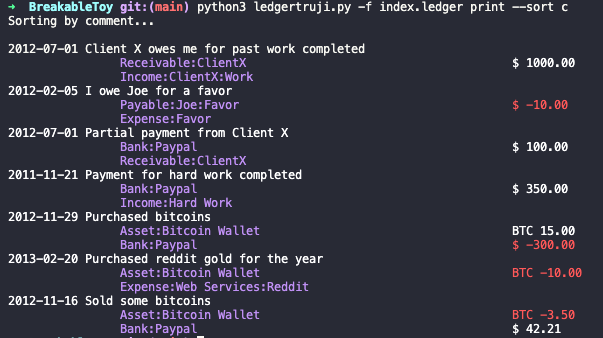 → BreakableToy git:(main) python3 ledgertruji.py -f index.ledger print --sort c
Sorting by comment...
2012-07-01 Client X owes me for past work completed
Receivable:ClientX $ 1000.00
Income:ClientX:Work
2012-02-05 I owe Joe for a favor
Payable:Joe:Favor $ -10.00
Expense:Favor
2012-07-01 Partial payment from Client X
Bank:Paypal $ 100.00
Receivable:ClientX
2011-11-21 Payment for hard work completed
Bank:Paypal $ 350.00
Income:Hard Work
2012-11-29 Purchased bitcoins
Asset:Bitcoin Wallet BTC 15.00
Bank:Paypal $ -300.00
2013-02-20 Purchased reddit gold for the year
Asset:Bitcoin Wallet BTC -10.00
Expense:Web Services:Reddit
2012-11-16 Sold some bitcoins
Asset:Bitcoin Wallet BTC -3.50
Bank:Paypal $ 42.21